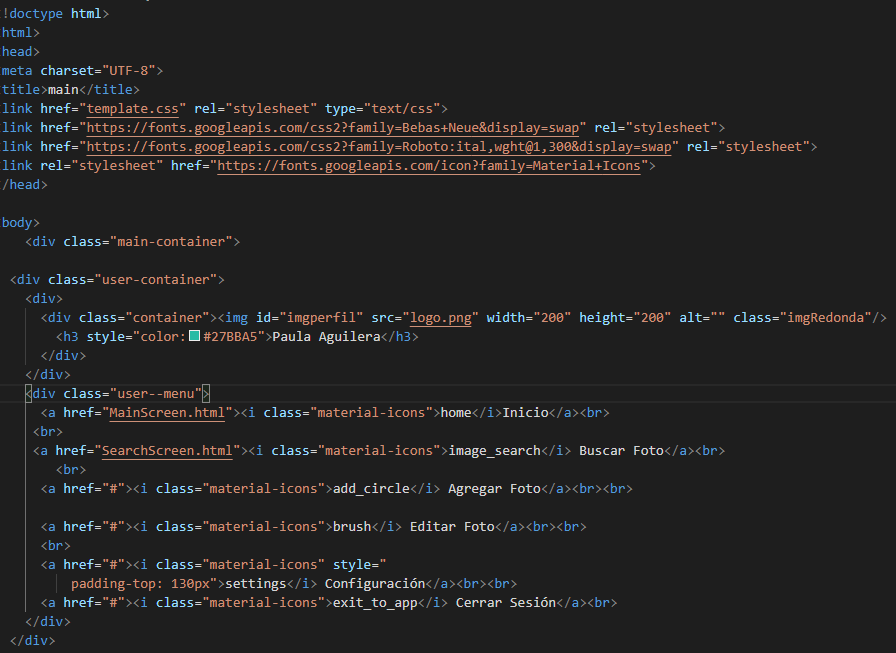 !doctype html>
html>
head>
meta charset="UTF-8">
title>main</title>
link href="template.css" rel="stylesheet" type="text/css">
link href="https://fonts.googleapis.com/css2?family=Bebas+Neue&display=swap" rel="stylesheet">
link href="https://fonts.googleapis.com/css2?family=Roboto:ital,wght@1,300&display=swap" rel="stylesheet">
link rel="stylesheet" href="https://fonts.googleapis.com/icon?family=Material+Icons">
/head>
body>
<div class="main-container">
<div class="user-container">
<div>
<div class="container"><img id="imgperfil" src="logo.png" width="200" height="200" alt="" class="imgRedonda"/>
<h3 style="color:#27BBA5">Paula Aguilera</h3>
</div>
</div>
<div class="user--menu">
<a href="MainScreen.html"><i class="material-icons">home</i>Inicio</a><br>
<br>
<a href="SearchScreen.html"><i class="material-icons">image_search</i> Buscar Foto</a><br>
<br>
<a href="#"><i class="material-icons">add_circle</i> Agregar Foto</a><br><br>
<a href="#"><i class="material-icons">brush</i> Editar Foto</a><br><br>
<br>
<a href="#"><i class="material-icons" style="
padding-top: 130px">settings</i> Configuración</a><br><br>
<a href="#"><i class="material-icons">exit_to_app</i> Cerrar Sesión</a><br>
</div>
</div>